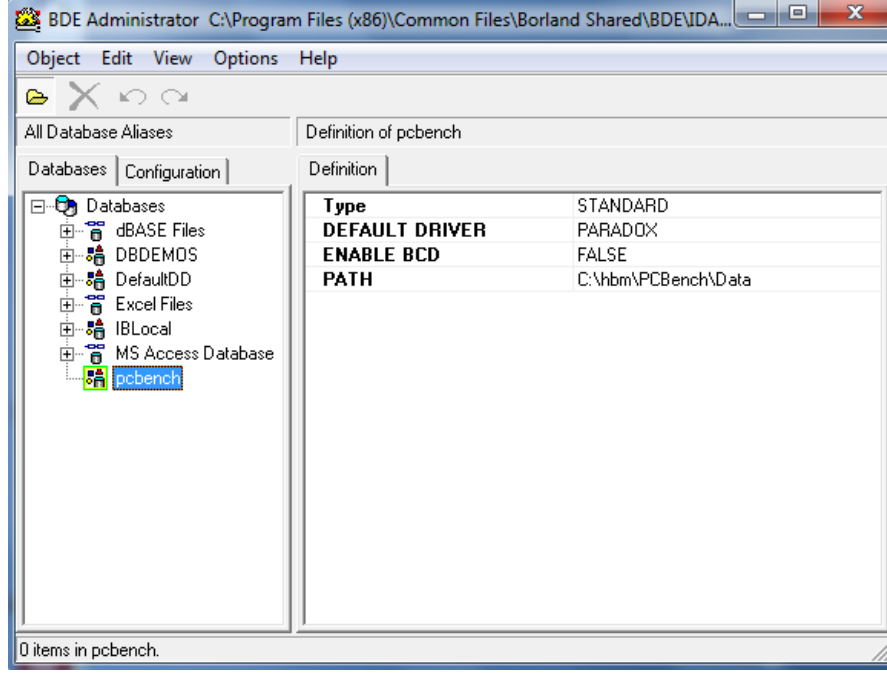 BDE Administrator C:\Program Files (x86)\Common Files\Borland Shared\BDE\IDA...
Object Edit View Options Help
All Database Aliases
Definition of pcbench
Databases Configuration
Definition
Databases
dBASE Files
DBDEMOS
DefaultDD
Excel Files
IBLocal
MS Access Database
pcbench
Type STANDARD
DEFAULT DRIVER PARADOX
ENABLE BCD FALSE
PATH C:\hbm\PCBench\Data
0 items in pcbench.